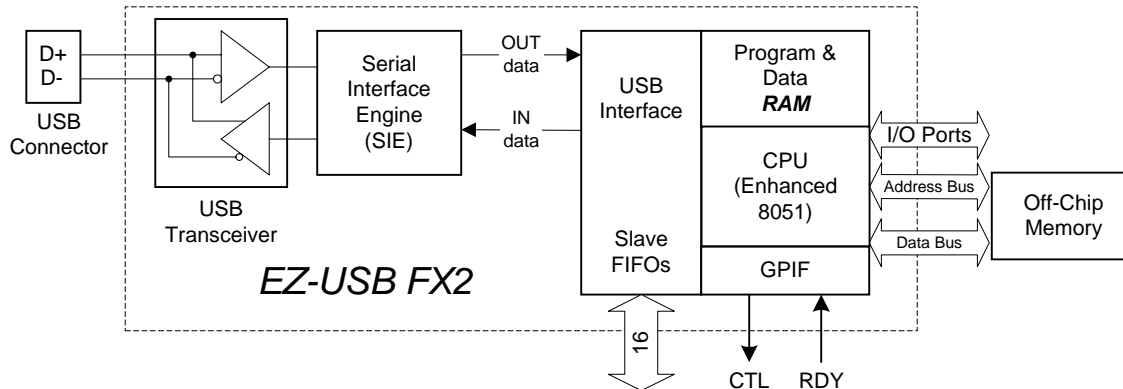 D+
D-
USB
Connector
USB
Transceiver
Serial
Interface
Engine
(SIE)
OUT
data
IN
data
USB
Interface
Slave
FIFOs
Program &
Data
RAM
CPU
(Enhanced
8051)
GPIF
I/O Ports
Address Bus
Data Bus
Off-Chip
Memory
EZ-USB FX2
16
CTL
RDY